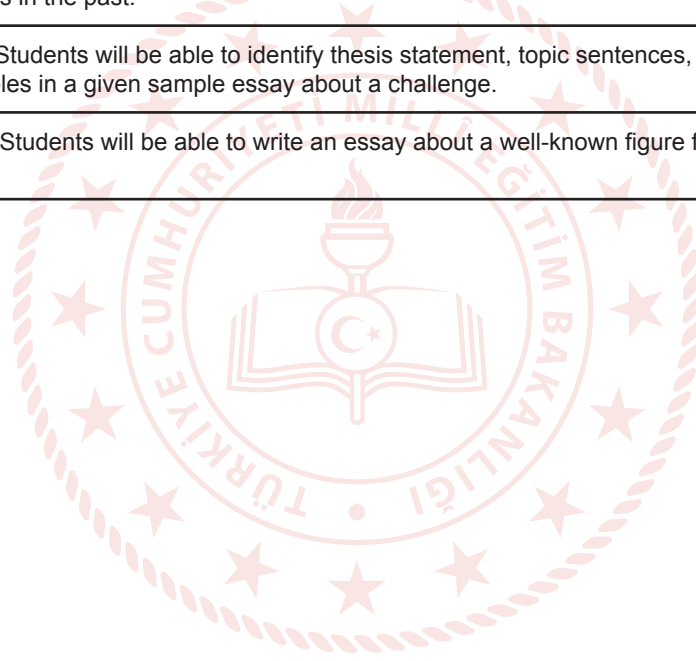 s in the past.
Students will be able to identify thesis statement, topic sentences,
les in a given sample essay about a challenge.
Students will be able to write an essay about a well-known figure f
TÜRKİYE CUMHURİYETİ MİLLÎ EĞİTİM BAKANLIĞI